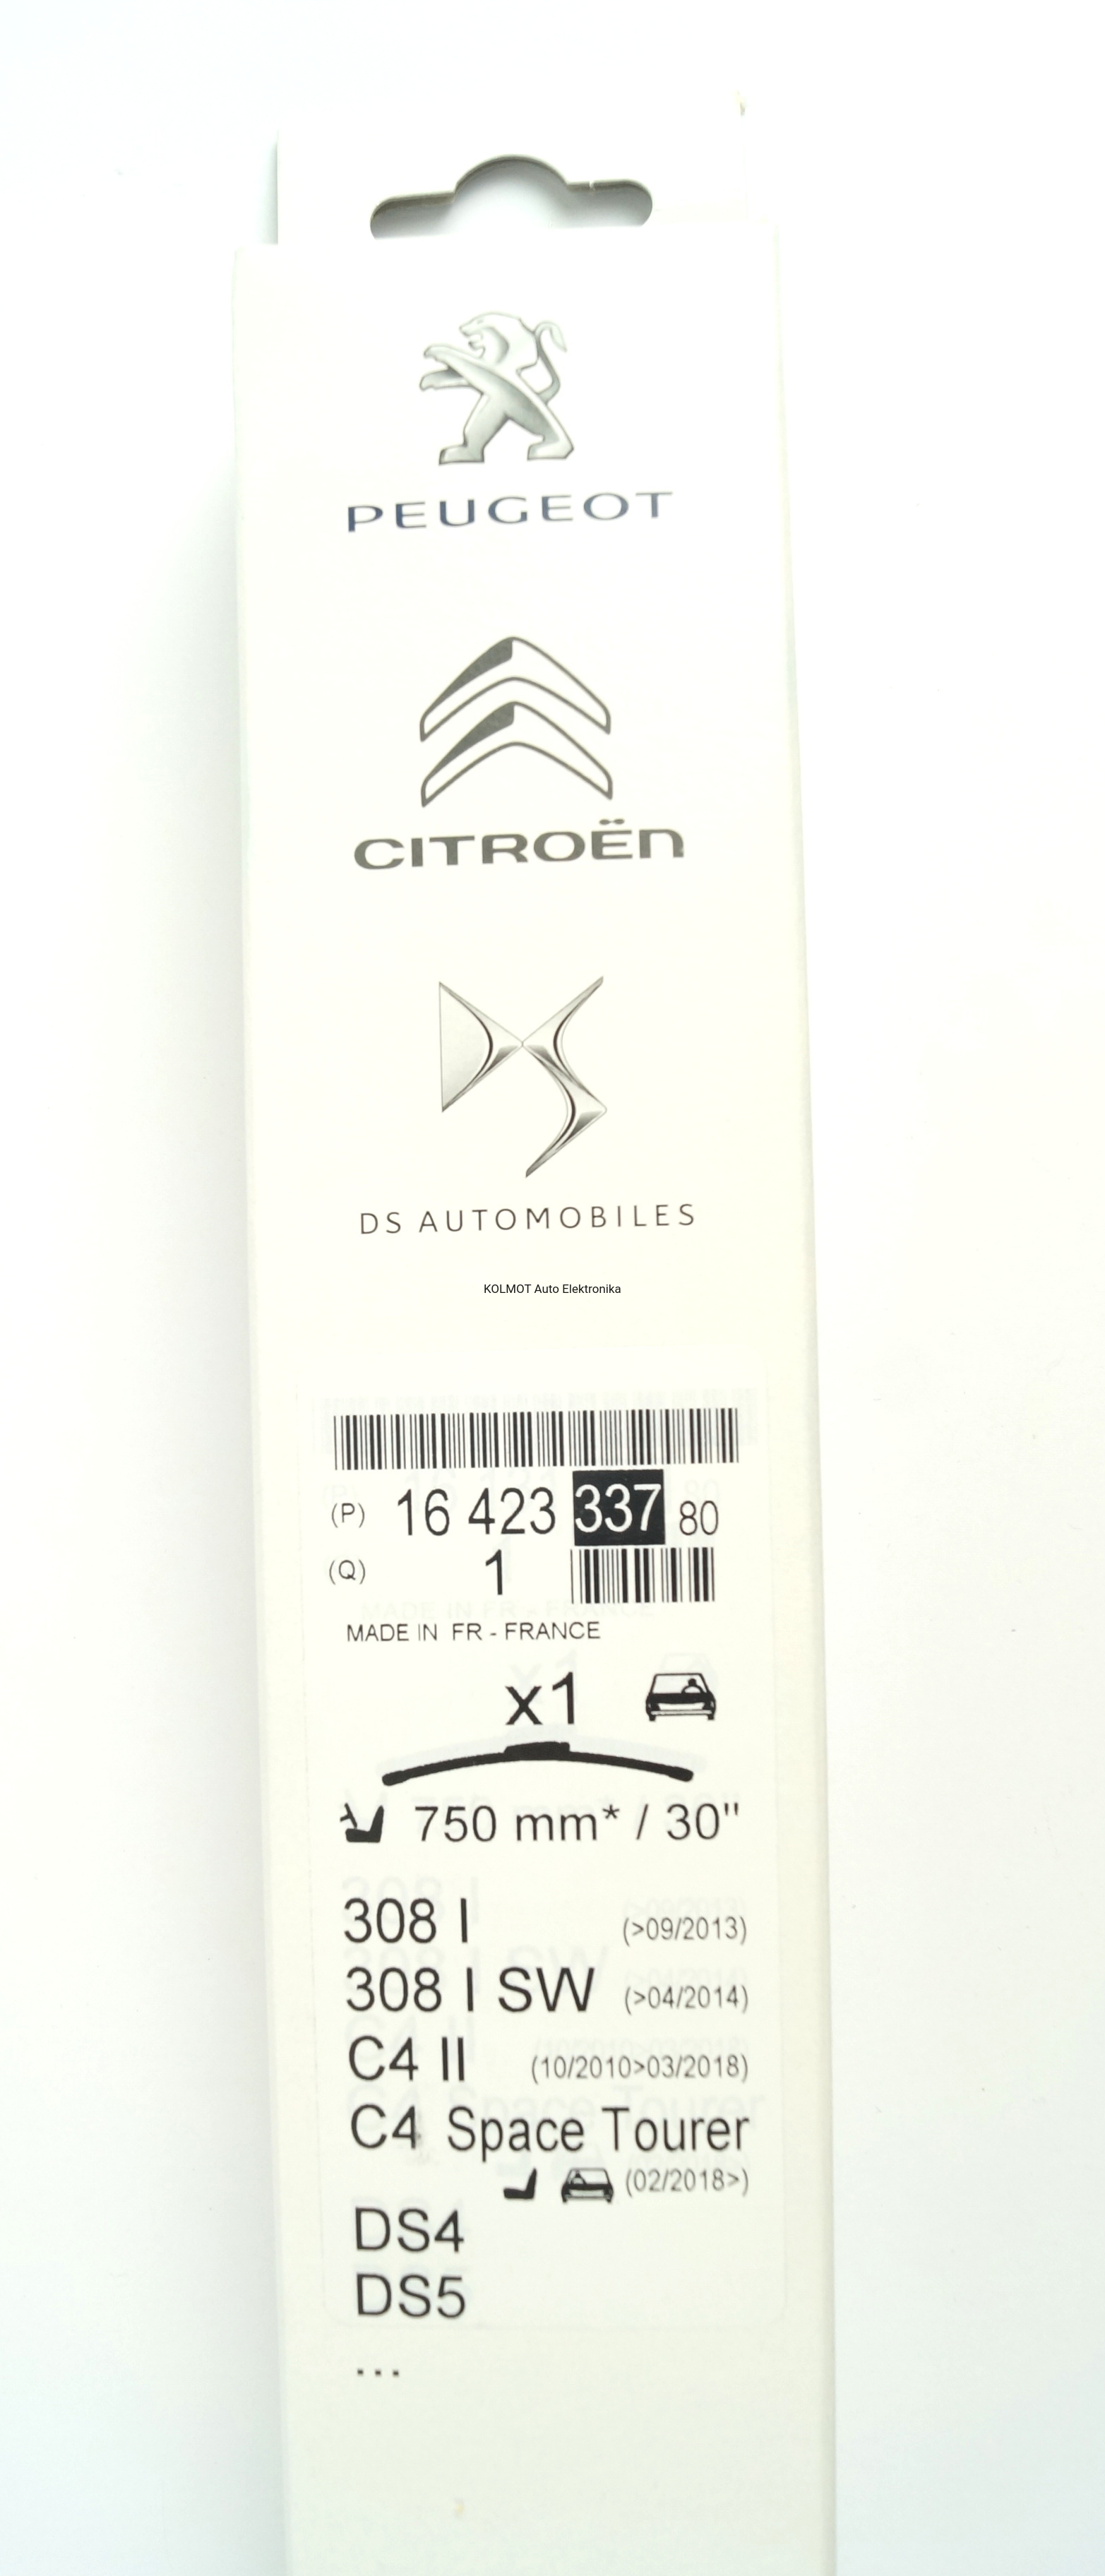 PEUGEOT
CITROËN
DS AUTOMOBILES
KOLMOT Auto Elektronika
(P) 16 423 337 80
(Q) 1
MADE IN FR - FRANCE
x1
750 mm* / 30"
308 I (>09/2013)
308 I SW (>04/2014)
C4 II (10/2010>03/2018)
C4 Space Tourer
(02/2018>)
DS4
DS5
...